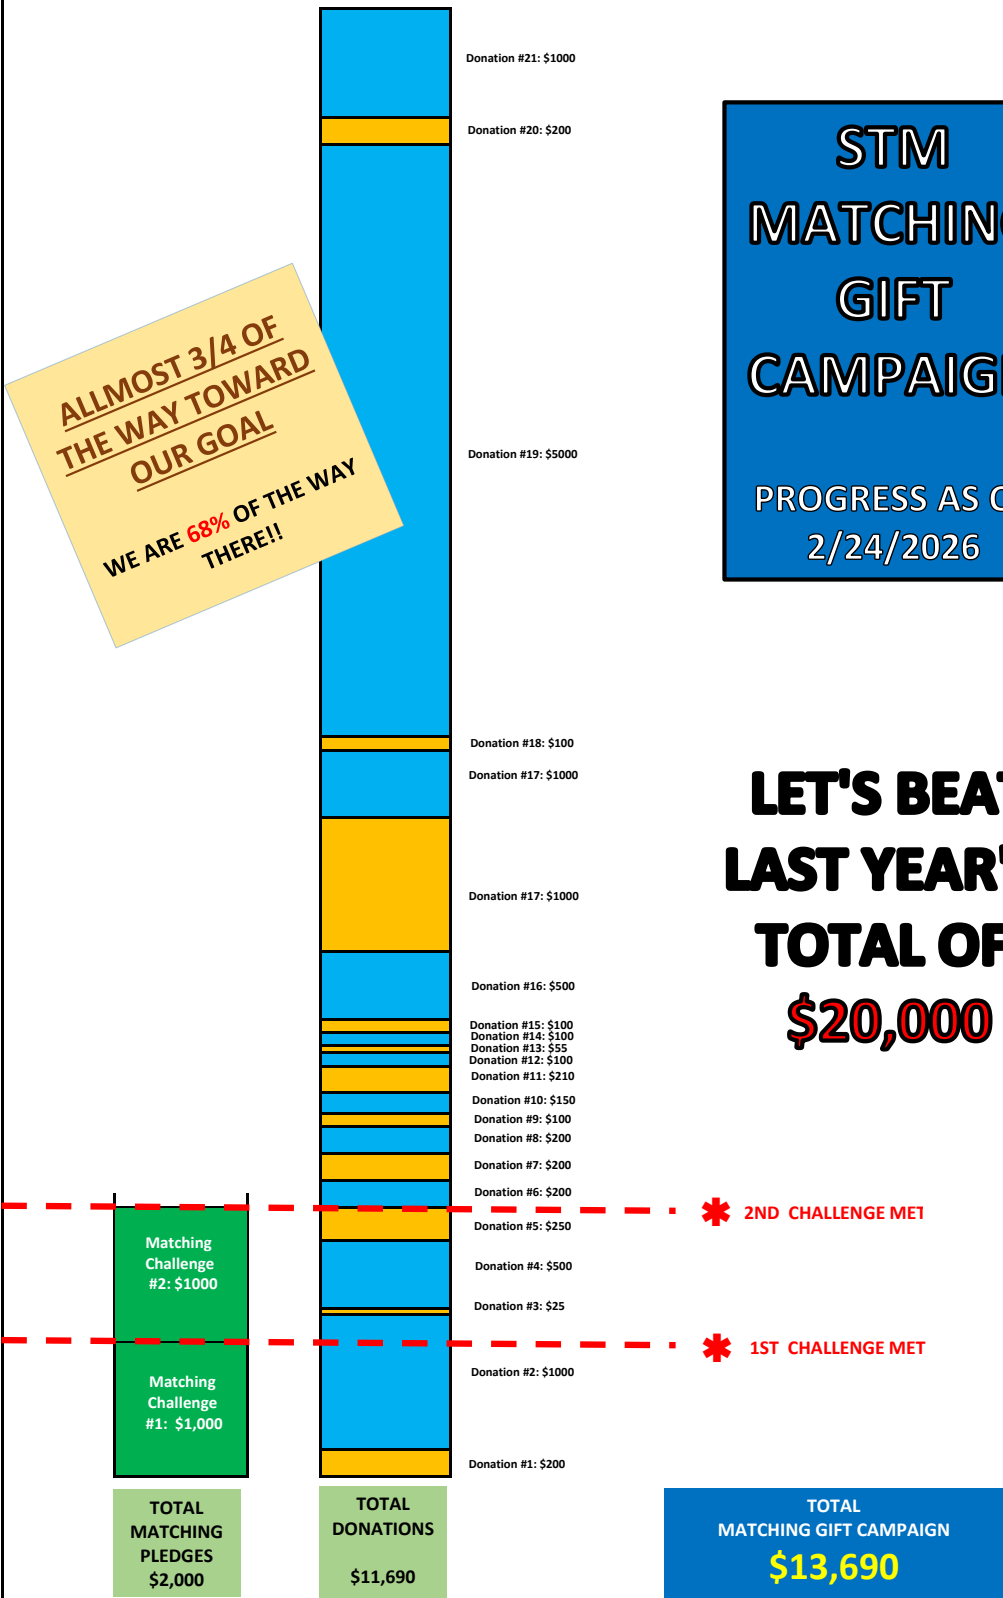 Donation #21: $1000
Donation #20: $200
STM
MATCHING
GIFT
CAMPAIG
PROGRESS AS O
2/24/2026
ALLMOST 3/4 OF
THE WAY TOWARD
OUR GOAL
WE ARE 68% OF THE WAY
THERE!!
Donation #19: $5000
Donation #18: $100
Donation #17: $1000
Donation #17: $1000
LET'S BEAT
LAST YEAR'
TOTAL OF
$20,000
Donation #16: $500
Donation #15: $100
Donation #14: $100
Donation #13: $55
Donation #12: $100
Donation #11: $210
Donation #10: $150
Donation #9: $100
Donation #8: $200
Donation #7: $200
Donation #6: $200
2ND CHALLENGE MET
Donation #5: $250
Matching
Challenge
#2: $1000
Donation #4: $500
Donation #3: $25
1ST CHALLENGE MET
Donation #2: $1000
Matching
Challenge
#1: $1,000
Donation #1: $200
TOTAL
MATCHING
PLEDGES
$2,000
TOTAL
DONATIONS
$11,690
TOTAL
MATCHING GIFT CAMPAIGN
$13,690